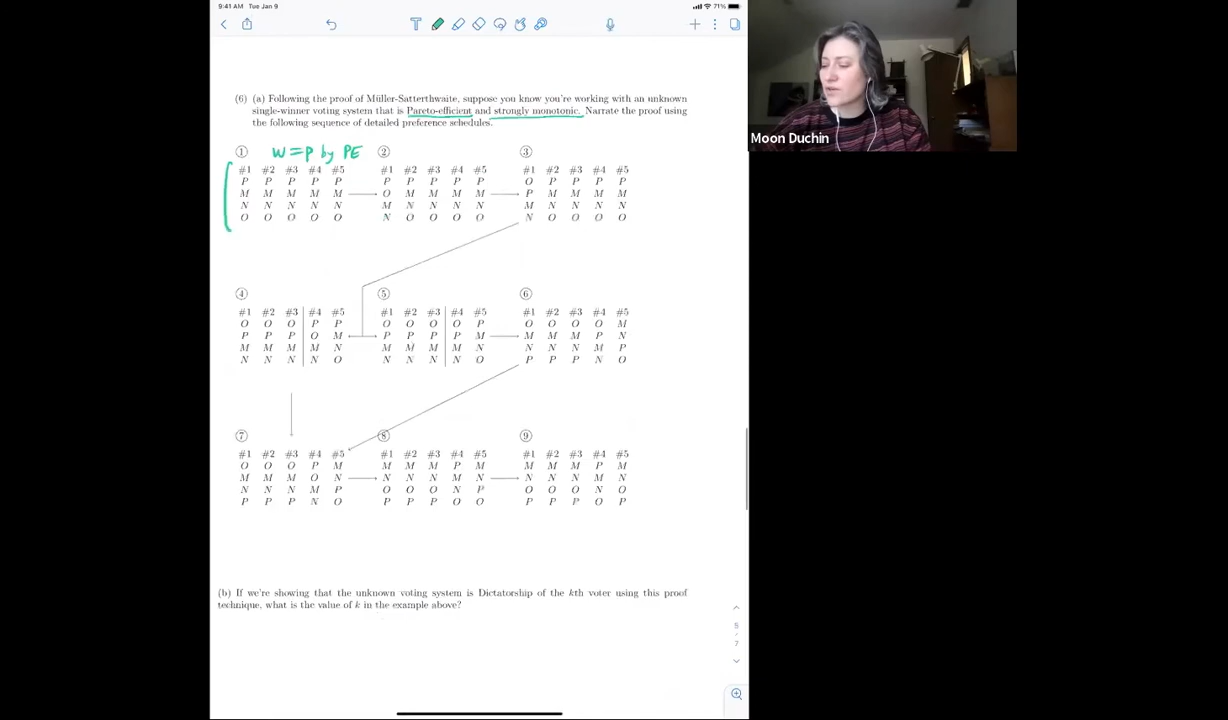 9:41 AM Tue Jan 9
71%
(6) (a) Following the proof of Müller-Satterthwaite, suppose you know you're working with an unknown
single-winner voting system that is Pareto-efficient and strongly monotonic. Narrate the proof using
the following sequence of detailed preference schedules.
① W=P by PE ② ③
#1 #2 #3 #4 #5 #1 #2 #3 #4 #5 #1 #2 #3 #4 #5
P P P P P P P P P P O P P P P
M M M M M O M M M M P M M M M
N N N N N M N N N N M N N N N
O O O O O N O O O O N O O O O
④ ⑤ ⑥
#1 #2 #3 #4 #5 #1 #2 #3 #4 #5 #1 #2 #3 #4 #5
O O O P P O O O O P O O O O M
P P P O M P P P P M M M M P N
M M M M N M M M M N N N N M P
N N N N O N N N N O P P P N O
⑦ ⑧ ⑨
#1 #2 #3 #4 #5 #1 #2 #3 #4 #5 #1 #2 #3 #4 #5
O O O P M M M M P M M M M P M
M M M O N N N N M N N N N M N
N N N M P O O O N P O O O N O
P P P N O P P P O O P P P O P
(b) If we're showing that the unknown voting system is Dictatorship of the kth voter using this proof
technique, what is the value of k in the example above?
5
7
Moon Duchin